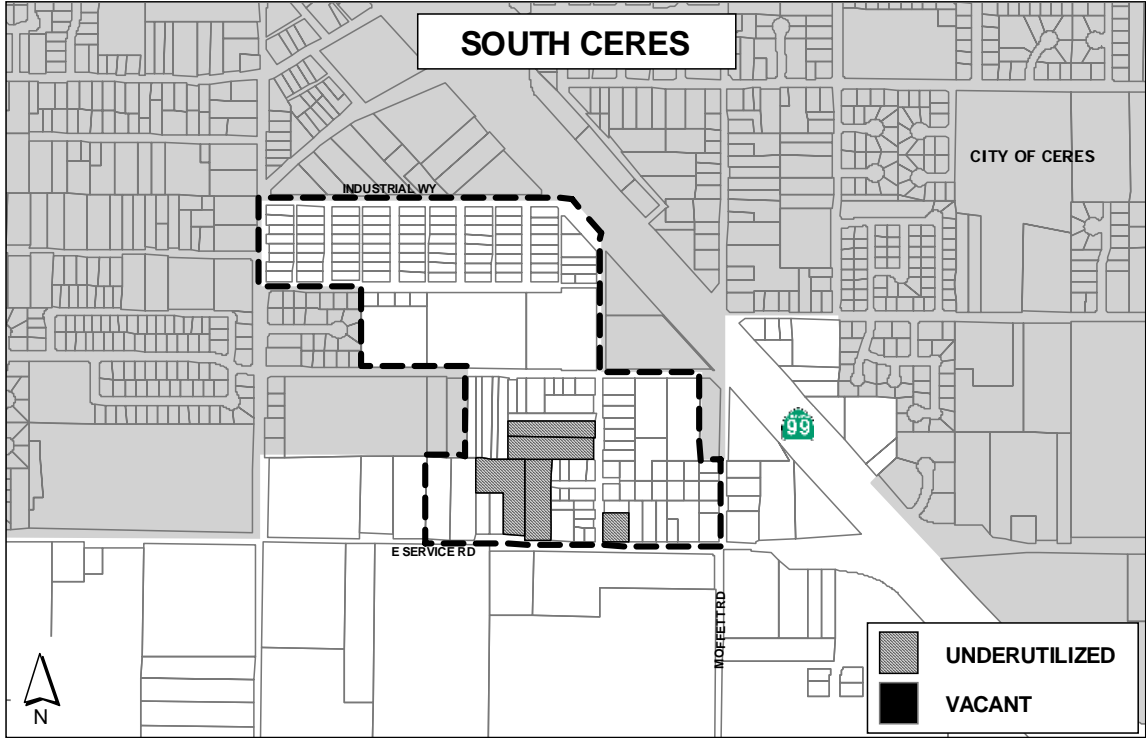 SOUTH CERES
CITY OF CERES
INDUSTRIAL WY
99
E SERVICE RD
MOFFETT RD
UNDERUTILIZED
VACANT
N